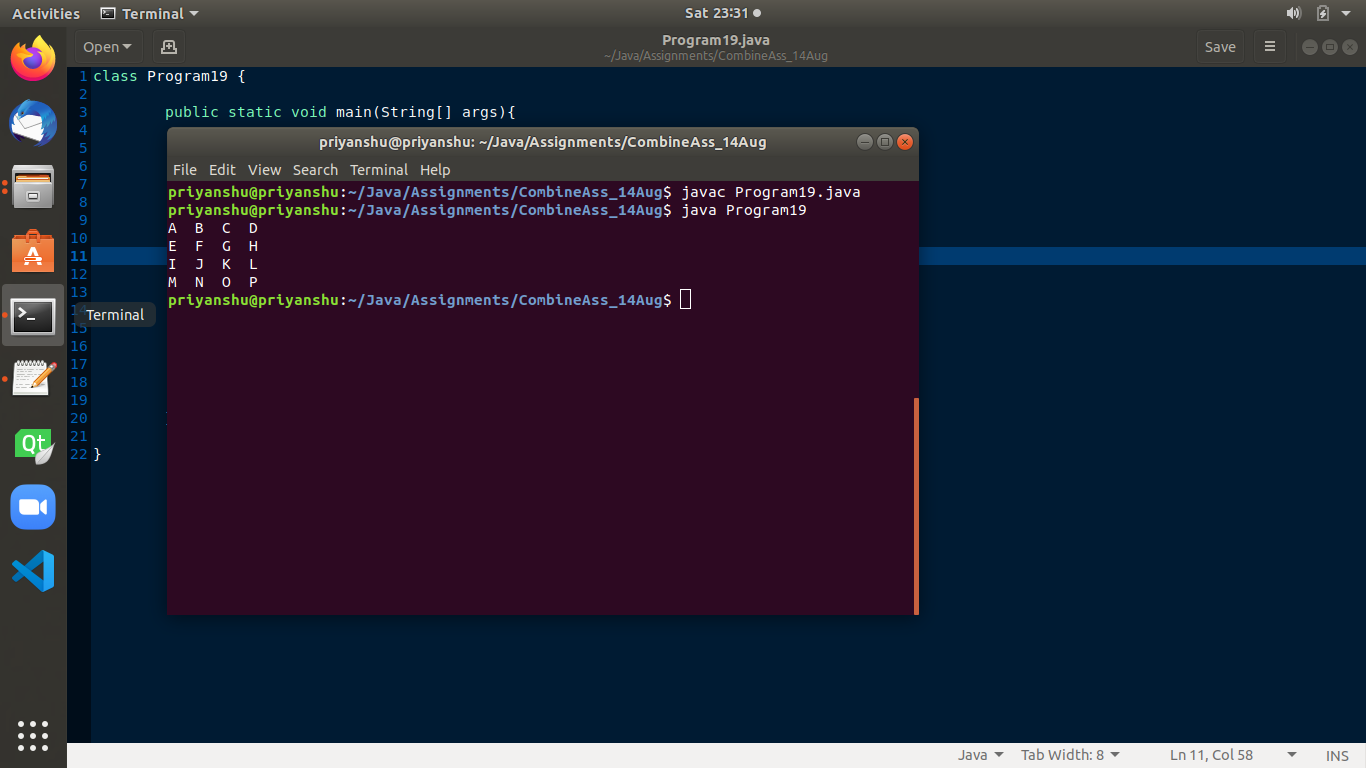 Activities Terminal Sat 23:31
Open Program19.java Save
~/Java/Assignments/CombineAss_14Aug
1 class Program19 {
2
3 public static void main(String[] args){
4
5
6
7
8
9
10
11
12
13
15
16
17
18
19
20
21
22 }
priyanshu@priyanshu: ~/Java/Assignments/CombineAss_14Aug
File Edit View Search Terminal Help
priyanshu@priyanshu:~/Java/Assignments/CombineAss_14Aug$ javac Program19.java
priyanshu@priyanshu:~/Java/Assignments/CombineAss_14Aug$ java Program19
A B C D
E F G H
I J K L
M N O P
priyanshu@priyanshu:~/Java/Assignments/CombineAss_14Aug$
Terminal
Qt
Java Tab Width: 8 Ln 11, Col 58 INS